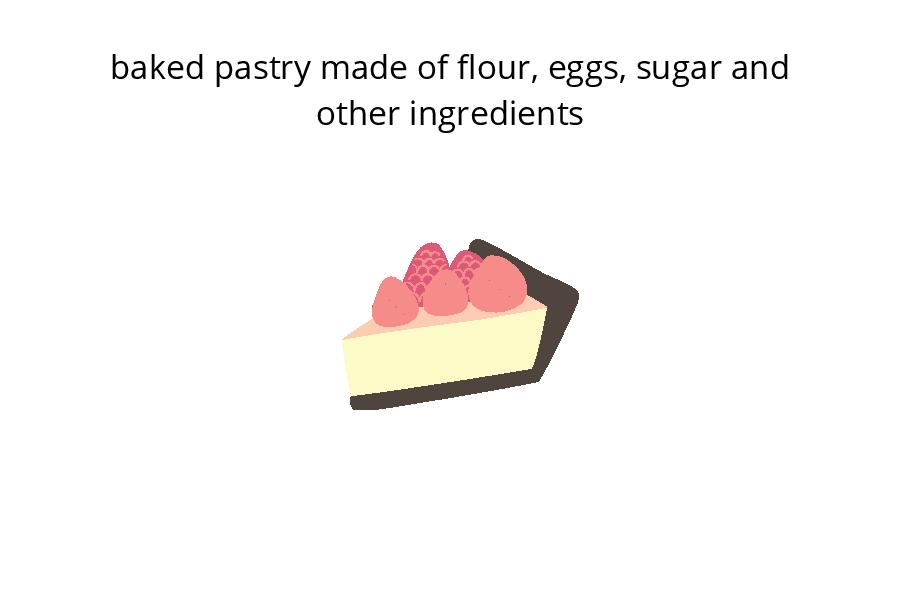 baked pastry made of flour, eggs, sugar and
other ingredients